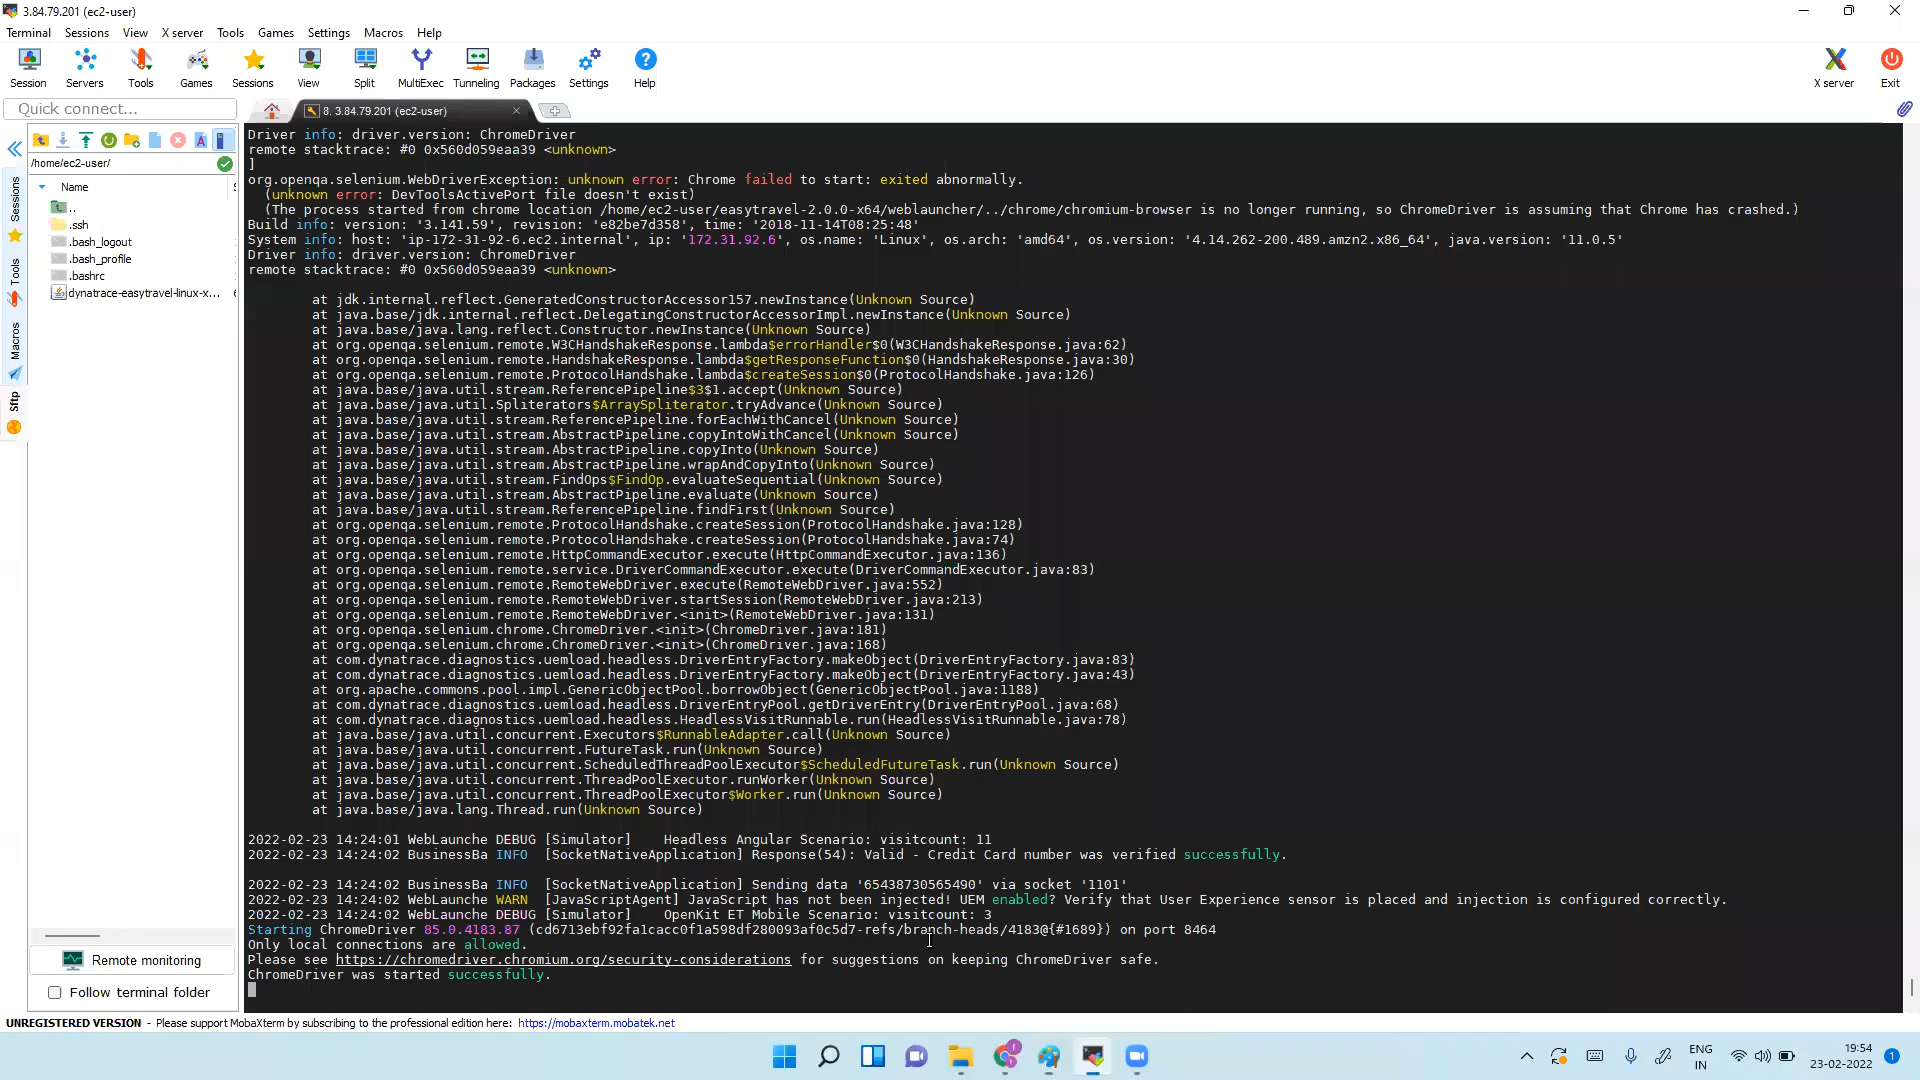 3.84.79.201 (ec2-user)
Terminal Sessions View X server Tools Games Settings Macros Help
Session Servers Tools Games Sessions View Split MultiExec Tunneling Packages Settings Help X server Exit
Quick connect...
8. 3.84.79.201 (ec2-user)
/home/ec2-user/
Name
..
.ssh
.bash_logout
.bash_profile
.bashrc
dynatrace-easytravel-linux-x...
Sessions
Tools
Macros
Sftp
Remote monitoring
Follow terminal folder
Driver info: driver.version: ChromeDriver
remote stacktrace: #0 0x560d059eaa39 <unknown>
]
org.openqa.selenium.WebDriverException: unknown error: Chrome failed to start: exited abnormally.
(unknown error: DevToolsActivePort file doesn't exist)
(The process started from chrome location /home/ec2-user/easytravel-2.0.0-x64/weblauncher/../chrome/chromium-browser is no longer running, so ChromeDriver is assuming that Chrome has crashed.)
Build info: version: '3.141.59', revision: 'e82be7d358', time: '2018-11-14T08:25:48'
System info: host: 'ip-172-31-92-6.ec2.internal', ip: '172.31.92.6', os.name: 'Linux', os.arch: 'amd64', os.version: '4.14.262-200.489.amzn2.x86_64', java.version: '11.0.5'
Driver info: driver.version: ChromeDriver
remote stacktrace: #0 0x560d059eaa39 <unknown>
at jdk.internal.reflect.GeneratedConstructorAccessor157.newInstance(Unknown Source)
at java.base/jdk.internal.reflect.DelegatingConstructorAccessorImpl.newInstance(Unknown Source)
at java.base/java.lang.reflect.Constructor.newInstance(Unknown Source)
at org.openqa.selenium.remote.W3CHandshakeResponse.lambda$errorHandler$0(W3CHandshakeResponse.java:62)
at org.openqa.selenium.remote.HandshakeResponse.lambda$getResponseFunction$0(HandshakeResponse.java:30)
at org.openqa.selenium.remote.ProtocolHandshake.lambda$createSession$0(ProtocolHandshake.java:126)
at java.base/java.util.stream.ReferencePipeline$3$1.accept(Unknown Source)
at java.base/java.util.Spliterators$ArraySpliterator.tryAdvance(Unknown Source)
at java.base/java.util.stream.ReferencePipeline.forEachWithCancel(Unknown Source)
at java.base/java.util.stream.AbstractPipeline.copyIntoWithCancel(Unknown Source)
at java.base/java.util.stream.AbstractPipeline.copyInto(Unknown Source)
at java.base/java.util.stream.AbstractPipeline.wrapAndCopyInto(Unknown Source)
at java.base/java.util.stream.FindOps$FindOp.evaluateSequential(Unknown Source)
at java.base/java.util.stream.AbstractPipeline.evaluate(Unknown Source)
at java.base/java.util.stream.ReferencePipeline.findFirst(Unknown Source)
at org.openqa.selenium.remote.ProtocolHandshake.createSession(ProtocolHandshake.java:128)
at org.openqa.selenium.remote.ProtocolHandshake.createSession(ProtocolHandshake.java:74)
at org.openqa.selenium.remote.HttpCommandExecutor.execute(HttpCommandExecutor.java:136)
at org.openqa.selenium.remote.service.DriverCommandExecutor.execute(DriverCommandExecutor.java:83)
at org.openqa.selenium.remote.RemoteWebDriver.execute(RemoteWebDriver.java:552)
at org.openqa.selenium.remote.RemoteWebDriver.startSession(RemoteWebDriver.java:213)
at org.openqa.selenium.remote.RemoteWebDriver.<init>(RemoteWebDriver.java:131)
at org.openqa.selenium.chrome.ChromeDriver.<init>(ChromeDriver.java:181)
at org.openqa.selenium.chrome.ChromeDriver.<init>(ChromeDriver.java:168)
at com.dynatrace.diagnostics.uemload.headless.DriverEntryFactory.makeObject(DriverEntryFactory.java:83)
at com.dynatrace.diagnostics.uemload.headless.DriverEntryFactory.makeObject(DriverEntryFactory.java:43)
at org.apache.commons.pool.impl.GenericObjectPool.borrowObject(GenericObjectPool.java:1188)
at com.dynatrace.diagnostics.uemload.headless.DriverEntryPool.getDriverEntry(DriverEntryPool.java:68)
at com.dynatrace.diagnostics.uemload.headless.HeadlessVisitRunnable.run(HeadlessVisitRunnable.java:78)
at java.base/java.util.concurrent.Executors$RunnableAdapter.call(Unknown Source)
at java.base/java.util.concurrent.FutureTask.run(Unknown Source)
at java.base/java.util.concurrent.ScheduledThreadPoolExecutor$ScheduledFutureTask.run(Unknown Source)
at java.base/java.util.concurrent.ThreadPoolExecutor.runWorker(Unknown Source)
at java.base/java.util.concurrent.ThreadPoolExecutor$Worker.run(Unknown Source)
at java.base/java.lang.Thread.run(Unknown Source)
2022-02-23 14:24:01 WebLaunche DEBUG [Simulator] Headless Angular Scenario: visitcount: 11
2022-02-23 14:24:02 BusinessBa INFO [SocketNativeApplication] Response(54): Valid - Credit Card number was verified successfully.
2022-02-23 14:24:02 BusinessBa INFO [SocketNativeApplication] Sending data '65438730565490' via socket '1101'
2022-02-23 14:24:02 WebLaunche WARN [JavaScriptAgent] JavaScript has not been injected! UEM enabled? Verify that User Experience sensor is placed and injection is configured correctly.
2022-02-23 14:24:02 WebLaunche DEBUG [Simulator] OpenKit ET Mobile Scenario: visitcount: 3
Starting ChromeDriver 85.0.4183.87 (cd6713ebf92fa1cacc0f1a598df280093af0c5d7-refs/branch-heads/4183@{#1689}) on port 8464
Only local connections are allowed.
Please see https://chromedriver.chromium.org/security-considerations for suggestions on keeping ChromeDriver safe.
ChromeDriver was started successfully.
UNREGISTERED VERSION - Please support MobaXterm by subscribing to the professional edition here: https://mobaxterm.mobatek.net
ENG
IN
19:54
23-02-2022
1